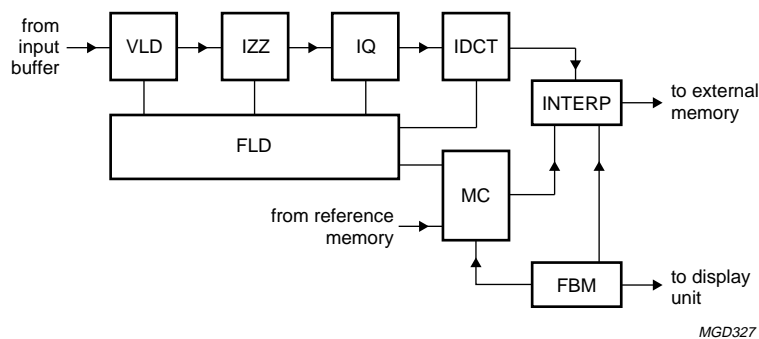 from
input
buffer
VLD
IZZ
IQ
IDCT
INTERP
to external
memory
FLD
MC
from reference
memory
FBM
to display
unit
MGD327